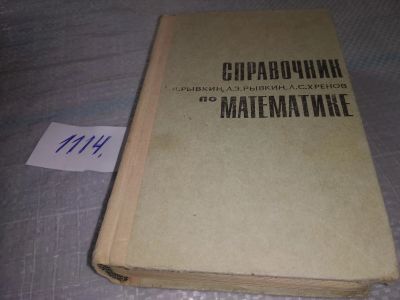 СПРАВОЧНИК
А.А.РЫВКИН, А.З.РЫВКИН, Л.С.ХРЕНОВ
ПО МАТЕМАТИКЕ
1114,